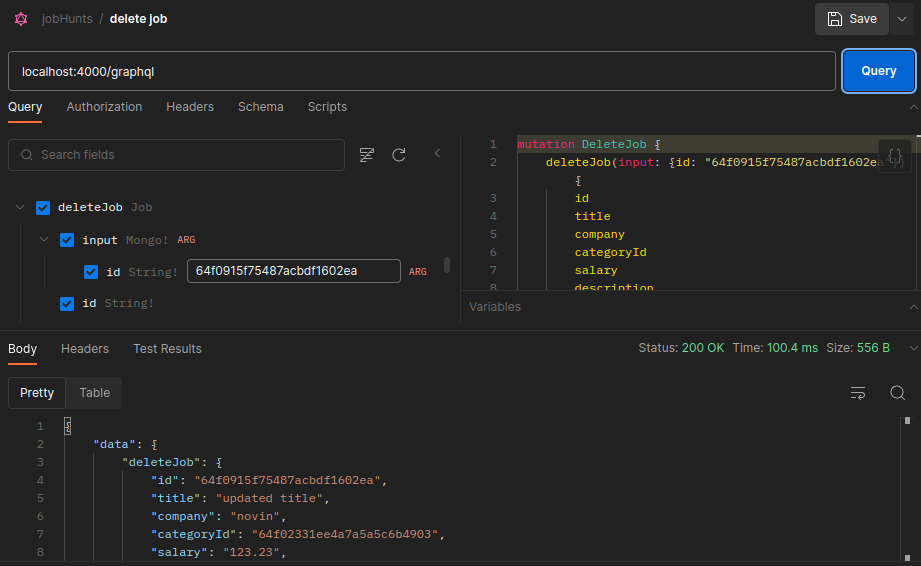 jobHunts / delete job
Save
localhost:4000/graphql
Query
Query Authorization Headers Schema Scripts
Search fields
deleteJob Job
input Mongo! ARG
id String! 64f0915f75487acbdf1602ea ARG
id String!
1 mutation DeleteJob {
2 deleteJob(input: {id: "64f0915f75487acbdf1602ea"})
{
3 id
4 title
5 company
6 categoryId
7 salary
8 description
Variables
Body Headers Test Results
Status: 200 OK Time: 100.4 ms Size: 556 B
Pretty Table
1 {
2 "data": {
3 "deleteJob": {
4 "id": "64f0915f75487acbdf1602ea",
5 "title": "updated title",
6 "company": "novin",
7 "categoryId": "64f02331ee4a7a5a5c6b4903",
8 "salary": "123.23",